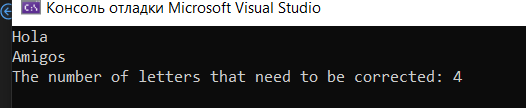 Консоль отладки Microsoft Visual Studio
Hola
Amigos
The number of letters that need to be corrected: 4